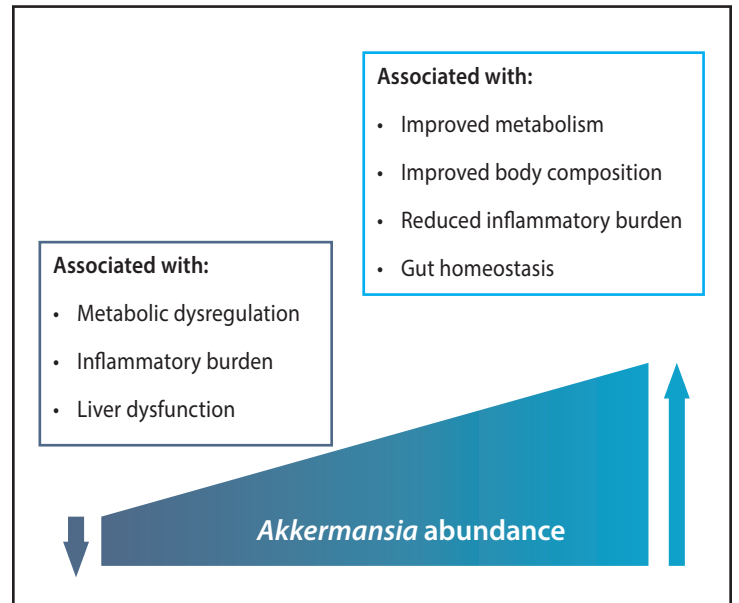 Associated with:
• Improved metabolism
• Improved body composition
• Reduced inflammatory burden
• Gut homeostasis
Associated with:
• Metabolic dysregulation
• Inflammatory burden
• Liver dysfunction
Akkermansia abundance